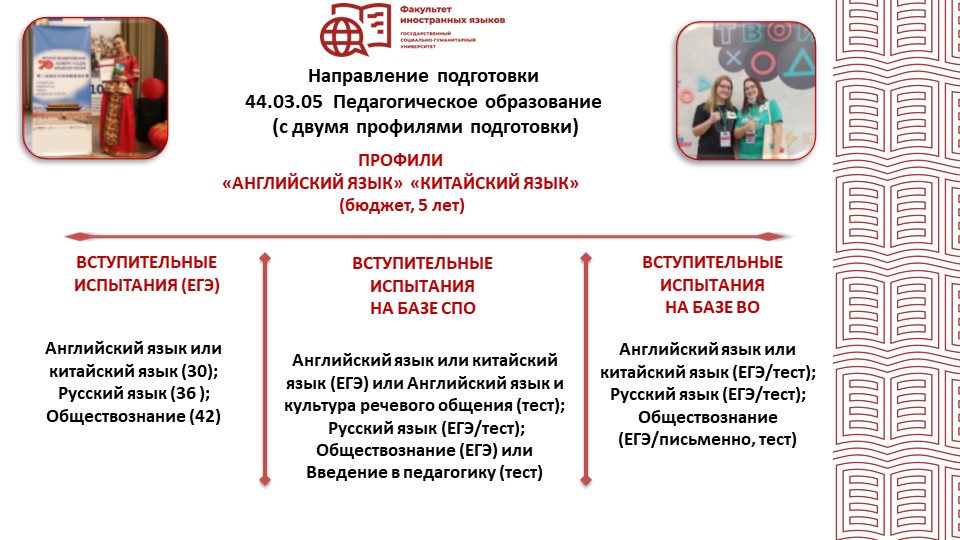 Факультет
иностранных языков
ГОСУДАРСТВЕННЫЙ
СОЦИАЛЬНО-ГУМАНИТАРНЫЙ
УНИВЕРСИТЕТ
Направление подготовки
44.03.05 Педагогическое образование
(с двумя профилями подготовки)
ПРОФИЛИ
«АНГЛИЙСКИЙ ЯЗЫК» «КИТАЙСКИЙ ЯЗЫК»
(бюджет, 5 лет)
ВСТУПИТЕЛЬНЫЕ
ИСПЫТАНИЯ (ЕГЭ)
Английский язык или
китайский язык (30);
Русский язык (36 );
Обществознание (42)
ВСТУПИТЕЛЬНЫЕ
ИСПЫТАНИЯ
НА БАЗЕ СПО
Английский язык или китайский
язык (ЕГЭ) или Английский язык и
культура речевого общения (тест);
Русский язык (ЕГЭ/тест);
Обществознание (ЕГЭ) или
Введение в педагогику (тест)
ВСТУПИТЕЛЬНЫЕ
ИСПЫТАНИЯ
НА БАЗЕ ВО
Английский язык или
китайский язык (ЕГЭ/тест);
Русский язык (ЕГЭ/тест);
Обществознание
(ЕГЭ/письменно, тест)
ТВОИ